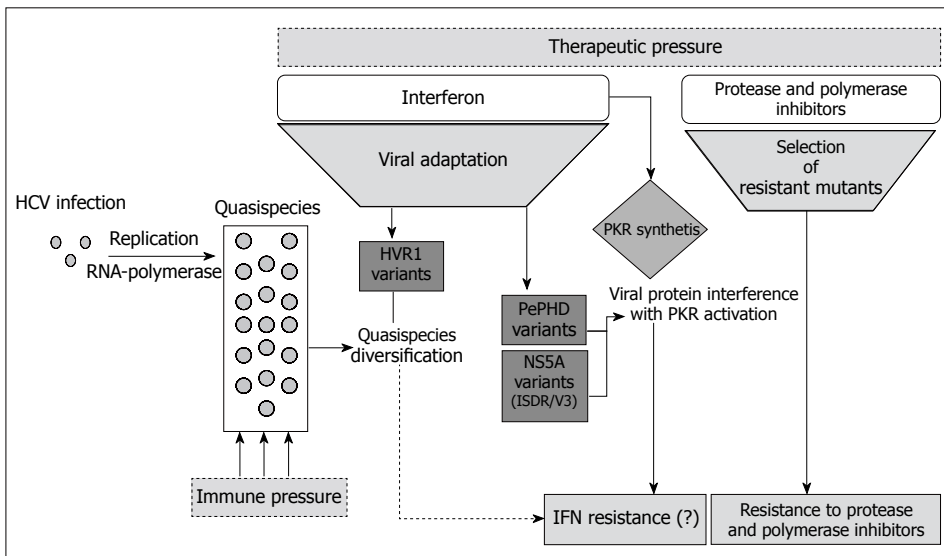 Therapeutic pressure
Interferon
Protease and polymerase
inhibitors
Viral adaptation
Selection
of
resistant mutants
HCV infection
Replication
RNA-polymerase
Quasispecies
HVR1
variants
PKR synthetis
PePHD
variants
Viral protein interference
with PKR activation
Quasispecies
diversification
NS5A
variants
(ISDR/V3)
Immune pressure
IFN resistance (?)
Resistance to protease
and polymerase inhibitors